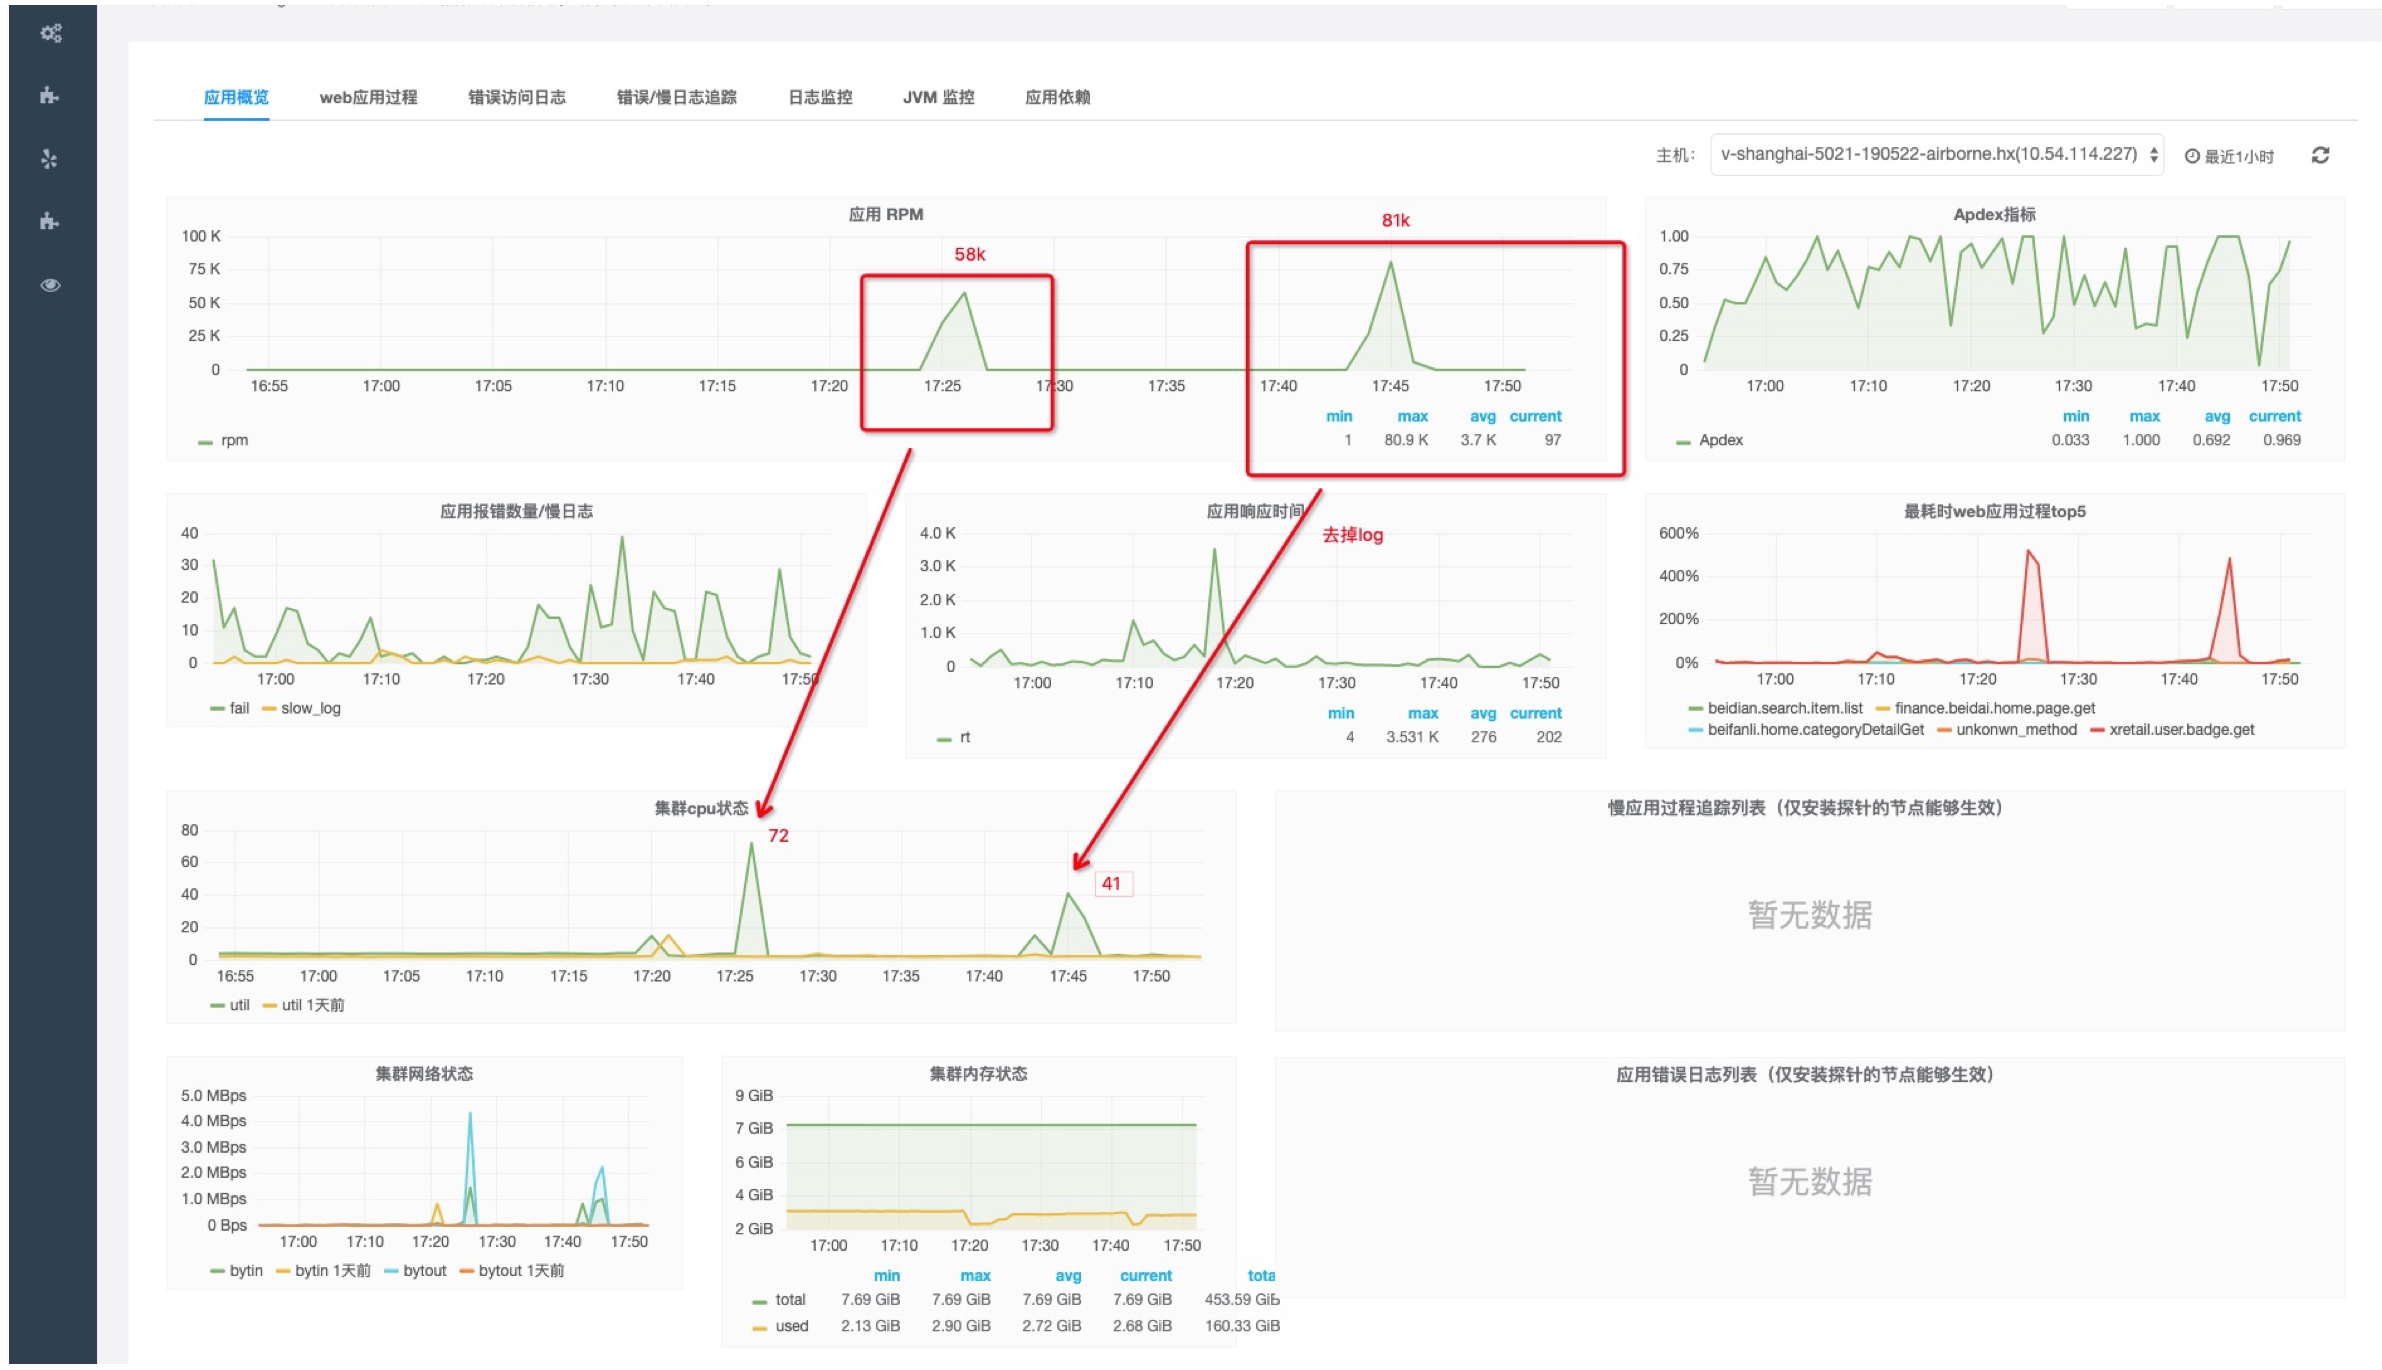 应用概览 web应用过程 错误访问日志 错误/慢日志追踪 日志监控 JVM 监控 应用依赖
主机： v-shanghai-5021-190522-airborne.hx(10.54.114.227) 最近1小时
应用 RPM
58k
81k
100 K
75 K
50 K
25 K
0
16:55 17:00 17:05 17:10 17:15 17:20 17:25 17:30 17:35 17:40 17:45 17:50
min max avg current
rpm 1 80.9 K 3.7 K 97
Apdex指标
1.00
0.75
0.50
0.25
0
17:00 17:10 17:20 17:30 17:40 17:50
min max avg current
Apdex 0.033 1.000 0.692 0.969
应用报错数量/慢日志
40
30
20
10
0
17:00 17:10 17:20 17:30 17:40 17:50
fail slow_log
应用响应时间
去掉log
4.0 K
3.0 K
2.0 K
1.0 K
0
17:00 17:10 17:20 17:30 17:40 17:50
min max avg current
rt 4 3.531 K 276 202
最耗时web应用过程top5
600%
400%
200%
0%
17:00 17:10 17:20 17:30 17:40 17:50
beidian.search.item.list finance.beidai.home.page.get
beifanli.home.categoryDetailGet unkonwn_method xretail.user.badge.get
集群cpu状态
72
41
80
60
40
20
0
16:55 17:00 17:05 17:10 17:15 17:20 17:25 17:30 17:35 17:40 17:45 17:50
util util 1天前
慢应用过程追踪列表（仅安装探针的节点能够生效）
暂无数据
集群网络状态
5.0 MBps
4.0 MBps
3.0 MBps
2.0 MBps
1.0 MBps
0 Bps
17:00 17:10 17:20 17:30 17:40 17:50
bytin bytin 1天前 bytout bytout 1天前
集群内存状态
9 GiB
7 GiB
6 GiB
4 GiB
2 GiB
17:00 17:10 17:20 17:30 17:40 17:50
min max avg current tota
total 7.69 GiB 7.69 GiB 7.69 GiB 7.69 GiB 453.59 GiB
used 2.13 GiB 2.90 GiB 2.72 GiB 2.68 GiB 160.33 GiB
应用错误日志列表（仅安装探针的节点能够生效）
暂无数据